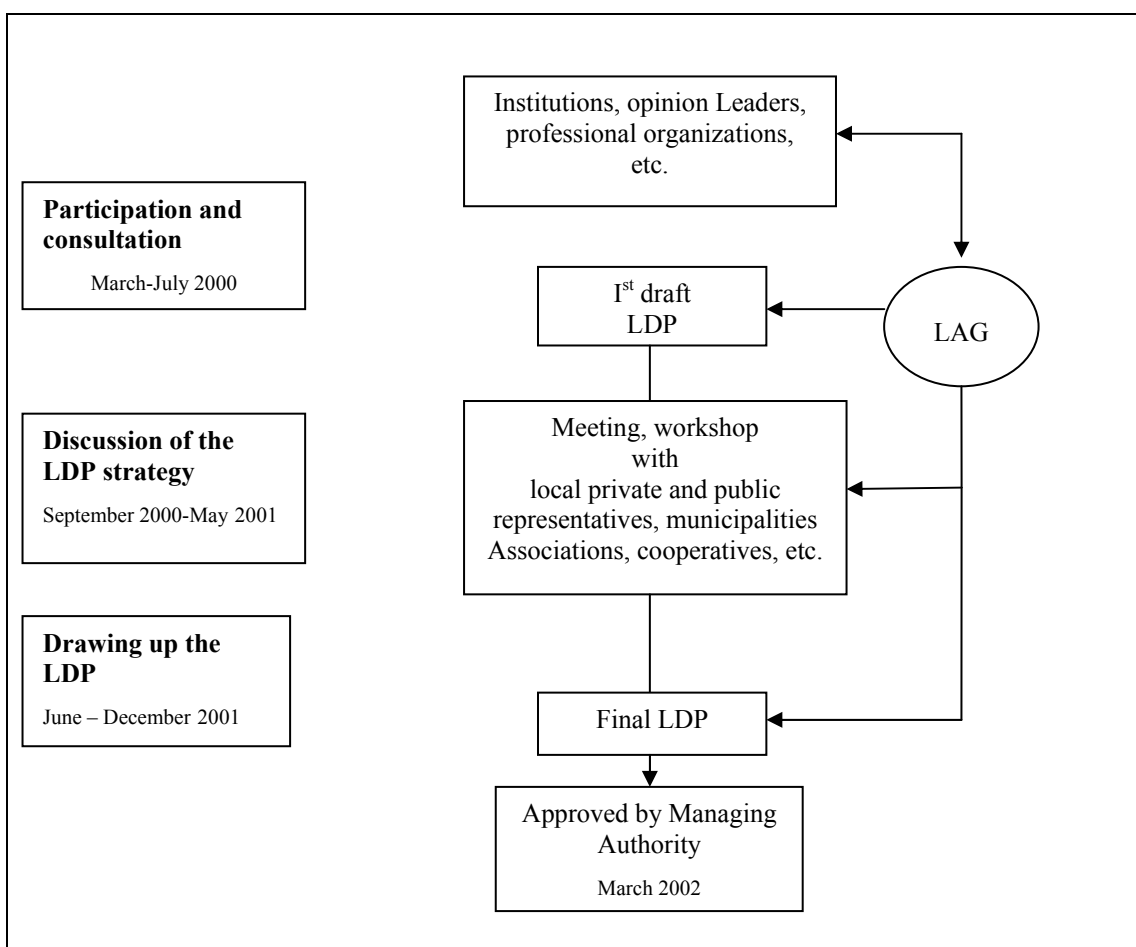 Institutions, opinion Leaders,
professional organizations,
etc.
Participation and
consultation
March-July 2000
Ist draft
LDP
LAG
Discussion of the
LDP strategy
September 2000-May 2001
Meeting, workshop
with
local private and public
representatives, municipalities
Associations, cooperatives, etc.
Drawing up the
LDP
June – December 2001
Final LDP
Approved by Managing
Authority
March 2002